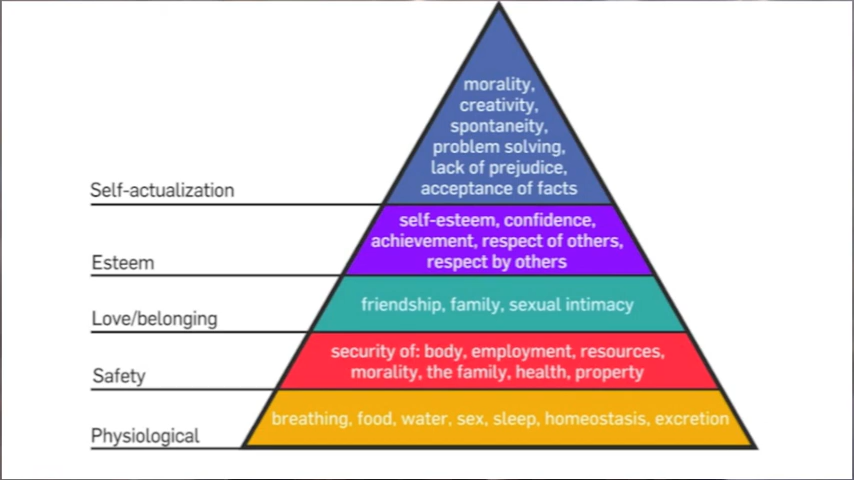 morality,
creativity,
spontaneity,
problem solving,
lack of prejudice,
acceptance of facts
Self-actualization
self-esteem, confidence,
achievement, respect of others,
respect by others
Esteem
friendship, family, sexual intimacy
Love/belonging
security of: body, employment, resources,
morality, the family, health, property
Safety
breathing, food, water, sex, sleep, homeostasis, excretion
Physiological